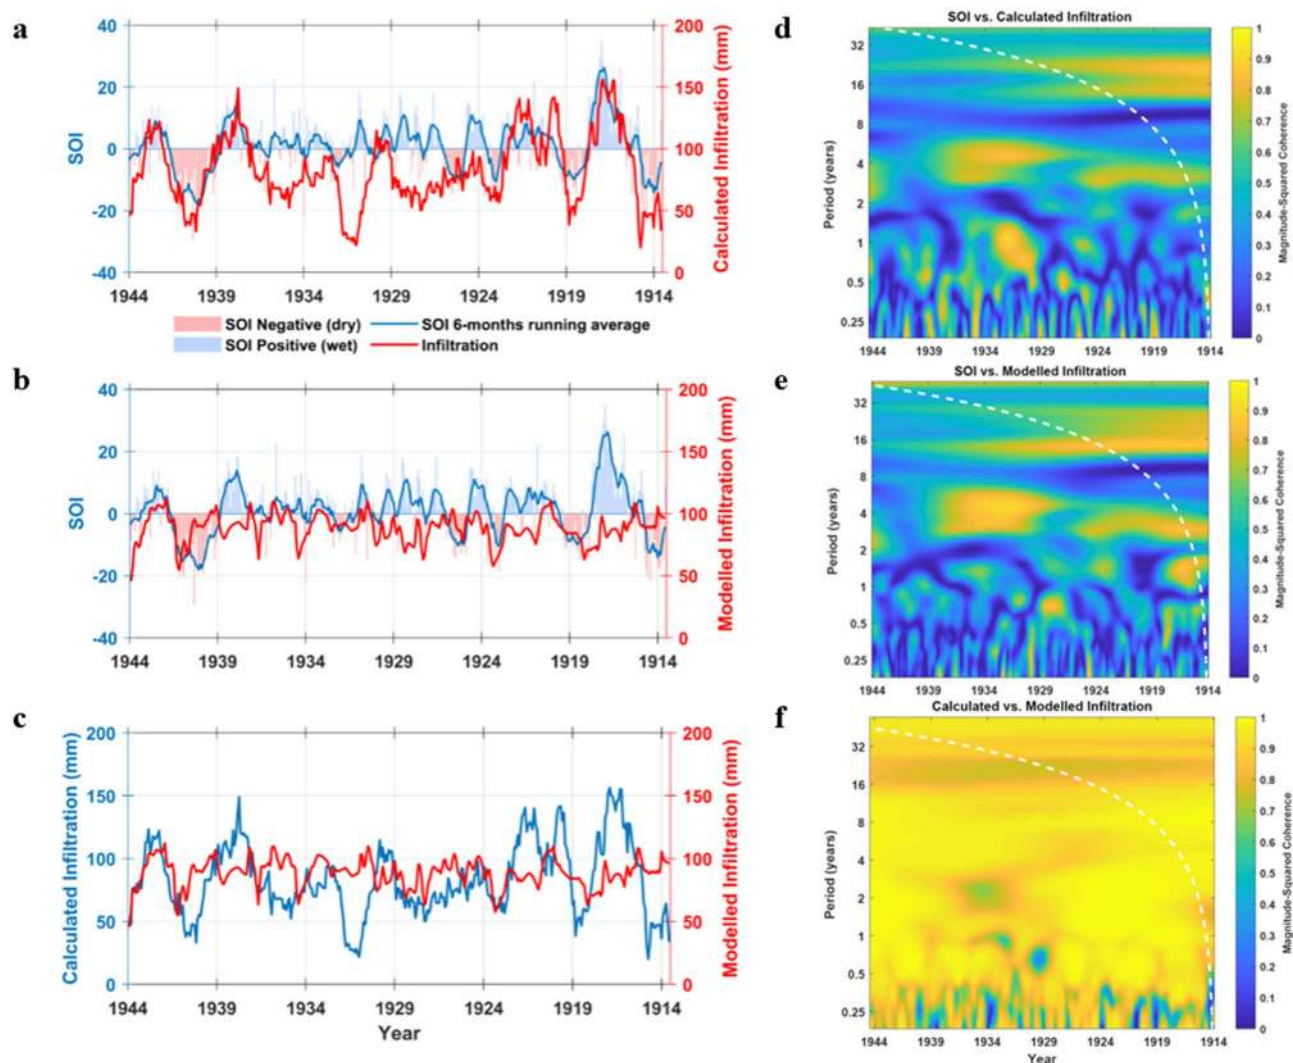 a
40
20
0
-20
-40
SOI
200
150
100
50
0
Calculated Infiltration (mm)
1944 1939 1934 1929 1924 1919 1914
SOI Negative (dry) SOI 6-months running average
SOI Positive (wet) Infiltration
b
40
20
0
-20
-40
SOI
200
150
100
50
0
Modelled Infiltration (mm)
1944 1939 1934 1929 1924 1919 1914
c
200
150
100
50
0
Calculated Infiltration (mm)
200
150
100
50
0
Modelled Infiltration (mm)
1944 1939 1934 1929 1924 1919 1914
Year
d
SOI vs. Calculated Infiltration
32
16
8
4
2
1
0.5
0.25
Period (years)
1944 1939 1934 1929 1924 1919 1914
1
0.9
0.8
0.7
0.6
0.5
0.4
0.3
0.2
0.1
0
Magnitude-Squared Coherence
e
SOI vs. Modelled Infiltration
32
16
8
4
2
1
0.5
0.25
Period (years)
1944 1939 1934 1929 1924 1919 1914
1
0.9
0.8
0.7
0.6
0.5
0.4
0.3
0.2
0.1
0
Magnitude-Squared Coherence
f
Calculated vs. Modelled Infiltration
32
16
8
4
2
1
0.5
0.25
Period (years)
1944 1939 1934 1929 1924 1919 1914
Year
1
0.9
0.8
0.7
0.6
0.5
0.4
0.3
0.2
0.1
0
Magnitude-Squared Coherence